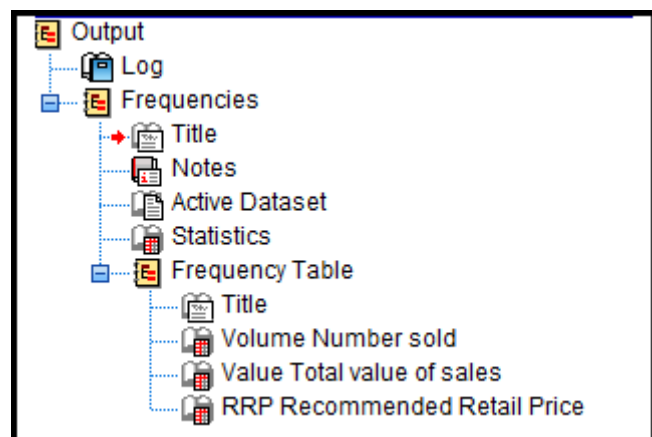 Output
Log
Frequencies
Title
Notes
Active Dataset
Statistics
Frequency Table
Title
Volume Number sold
Value Total value of sales
RRP Recommended Retail Price